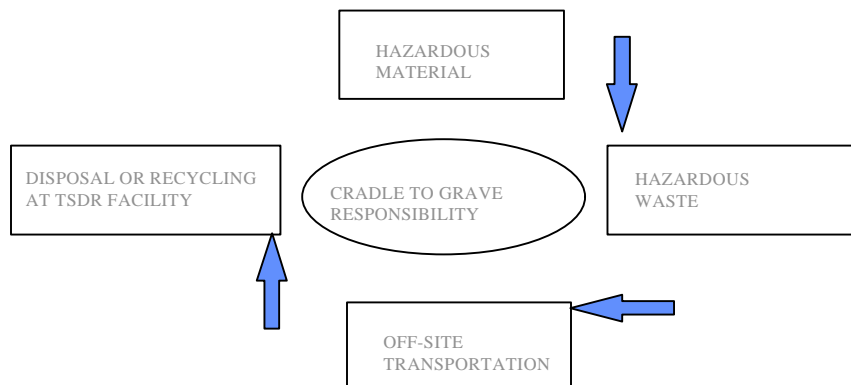 HAZARDOUS
MATERIAL
DISPOSAL OR RECYCLING
AT TSDR FACILITY
CRADLE TO GRAVE
RESPONSIBILITY
HAZARDOUS
WASTE
OFF-SITE
TRANSPORTATION